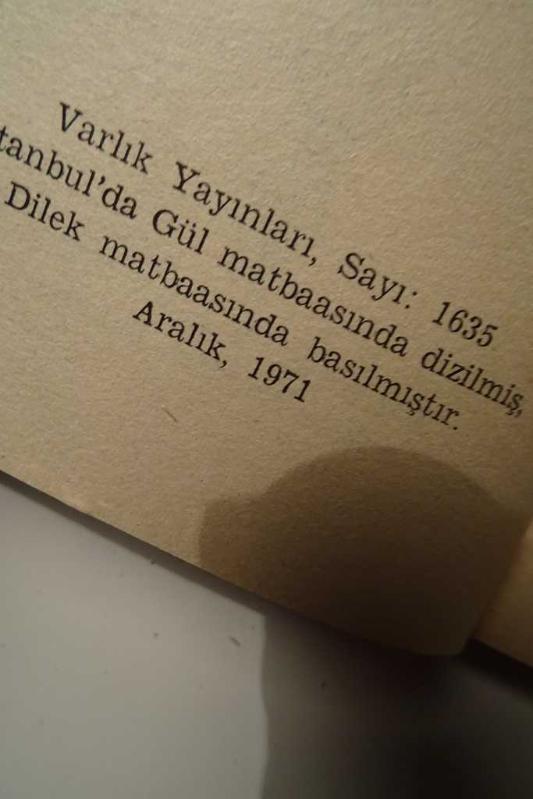 Varlık Yayınları, Sayı: 1635
tanbul'da Gül matbaasında dizilmiş,
Dilek matbaasında basılmıştır.
Aralık, 1971